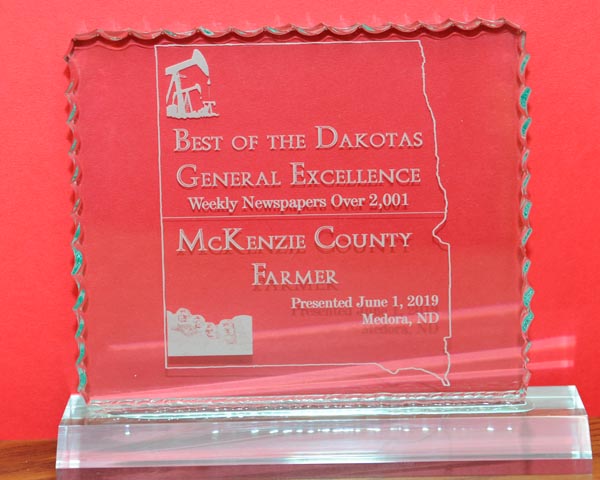 Best of the Dakotas
General Excellence
Weekly Newspapers Over 2,001
McKenzie County
Farmer
Presented June 1, 2019
Medora, ND